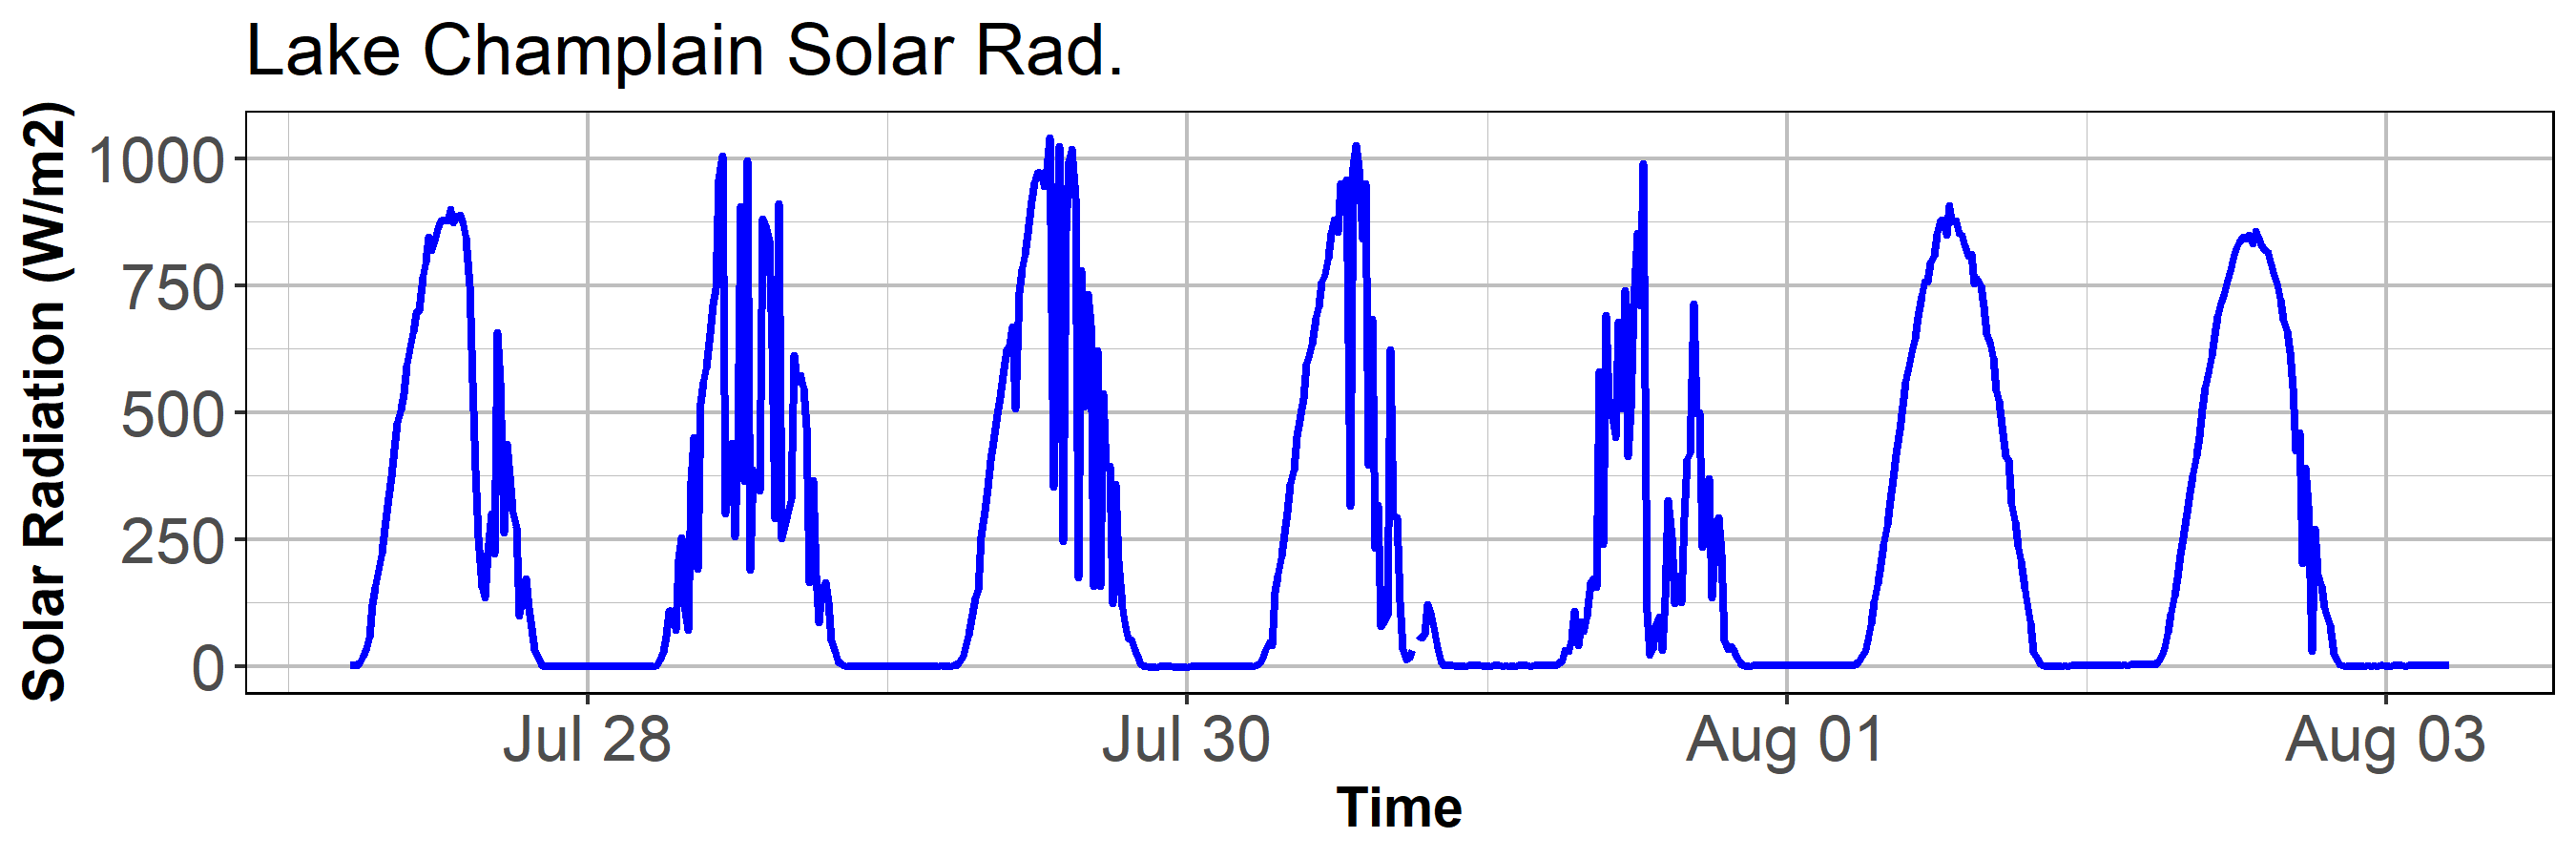 Lake Champlain Solar Rad.
Solar Radiation (W/m2)
1000
750
500
250
0
Jul 28 Jul 30 Aug 01 Aug 03
Time